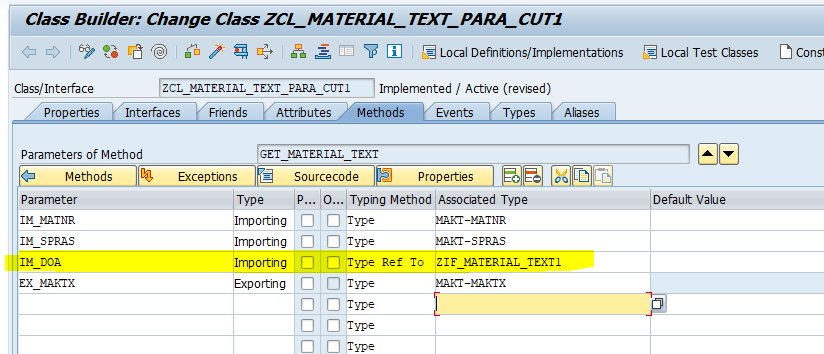 Class Builder: Change Class ZCL_MATERIAL_TEXT_PARA_CUT1
Local Definitions/Implementations Local Test Classes Const
Class/Interface ZCL_MATERIAL_TEXT_PARA_CUT1 Implemented / Active (revised)
Properties Interfaces Friends Attributes Methods Events Types Aliases
Parameters of Method GET_MATERIAL_TEXT
Methods Exceptions Sourcecode Properties
Parameter Type P... O... Typing Method Associated Type Default Value
IM_MATNR Importing Type MAKT-MATNR
IM_SPRAS Importing Type MAKT-SPRAS
IM_DOA Importing Type Ref To ZIF_MATERIAL_TEXT1
EX_MAKTX Exporting Type MAKT-MAKTX
Type
Type
Type